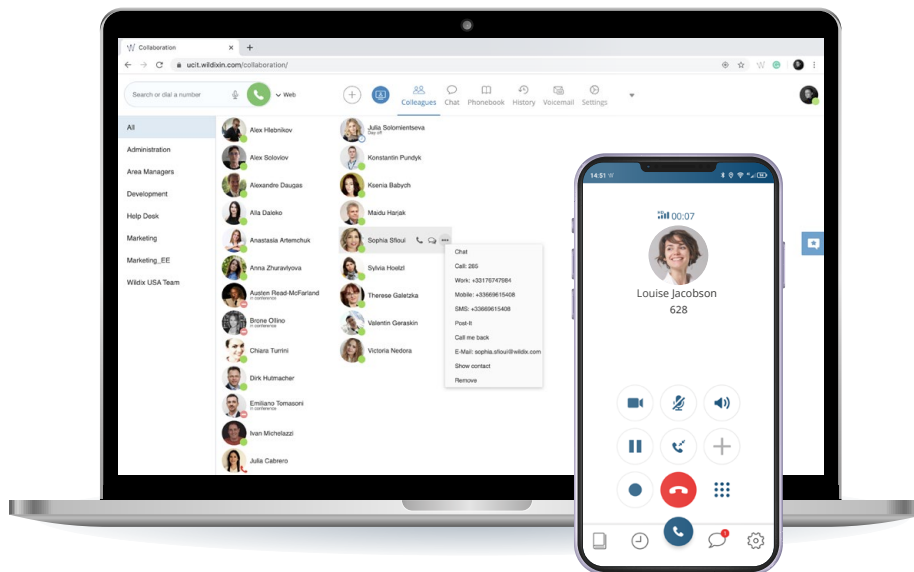 Collaboration
ucit.wildixin.com/collaboration/
Search or dial a number
Web
Colleagues
Chat
Phonebook
History
Voicemail
Settings
All
Administration
Area Managers
Development
Help Desk
Marketing
Marketing_EE
Wildix USA Team
Alex Hlebnikov
Alex Soloviov
Alexandre Daugas
Alla Daleko
Anastasia Artemchuk
Anna Zhuravlyova
Austen Read-McFarland
in conference
Brone Ollino
in conference
Chiara Turrini
Dirk Hutmacher
Emiliano Tomasoni
in conference
Ivan Michelazzi
Julia Cabrero
Julia Solomientseva
Day off
Konstantin Pundyk
Ksenia Babych
Maidu Harjak
Sophia Sfioui
Sylvia Hoelzl
Therese Galetzka
Valentin Geraskin
Victoria Nedora
Chat
Call: 285
Work: +33176747984
Mobile: +33669615408
SMS: +33669615408
Post-it
Call me back
E-Mail: sophia.sfioui@wildix.com
Show contact
Remove
14:51
00:07
Louise Jacobson
628
1